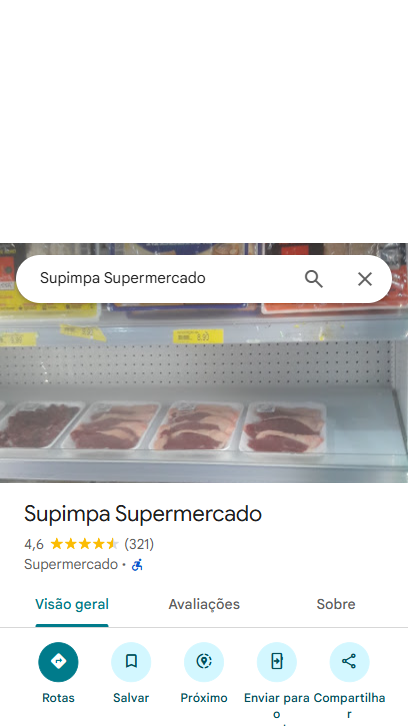 Supimpa Supermercado
Supimpa Supermercado
4,6 (321)
Supermercado ·
Visão geral Avaliações Sobre
Rotas Salvar Próximo Enviar para o Compartilhar